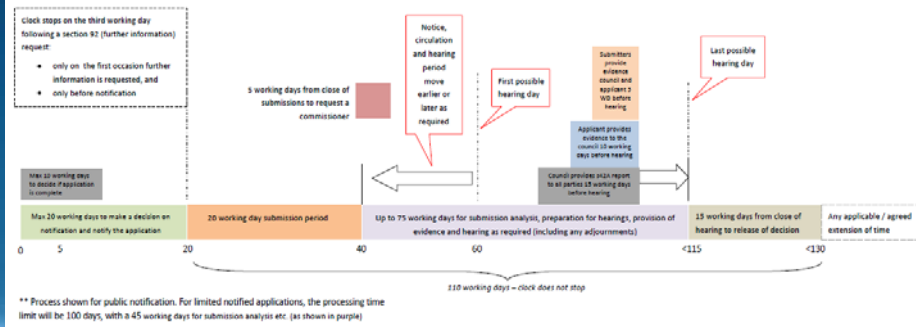 Clock stops on the third working day
following a section 92 (further information)
request:
• only on the first occasion further
information is requested, and
• only before notification
5 working days from close of
submissions to request a
commissioner
Notice,
circulation
and hearing
period
move
earlier or
later as
required
First possible
hearing day
Submitters
provide
evidence
council and
applicant 5
WD before
hearing
Last possible
hearing day
Applicant provides
evidence to the
council 10 working
days before hearing
Max 10 working days
to decide if application
is complete
Council provides s42A report
to all parties 15 working days
before hearing
Max 20 working days to make a decision on
notification and notify the application
20 working day submission period
Up to 75 working days for submission analysis, preparation for hearings, provision of
evidence and hearing as required (including any adjournments)
15 working days from close of
hearing to release of decision
Any applicable / agreed
extension of time
0 5 20 40 60 <115 <130
110 working days – clock does not stop
** Process shown for public notification. For limited notified applications, the processing time
limit will be 100 days, with a 45 working days for submission analysis etc. (as shown in purple)